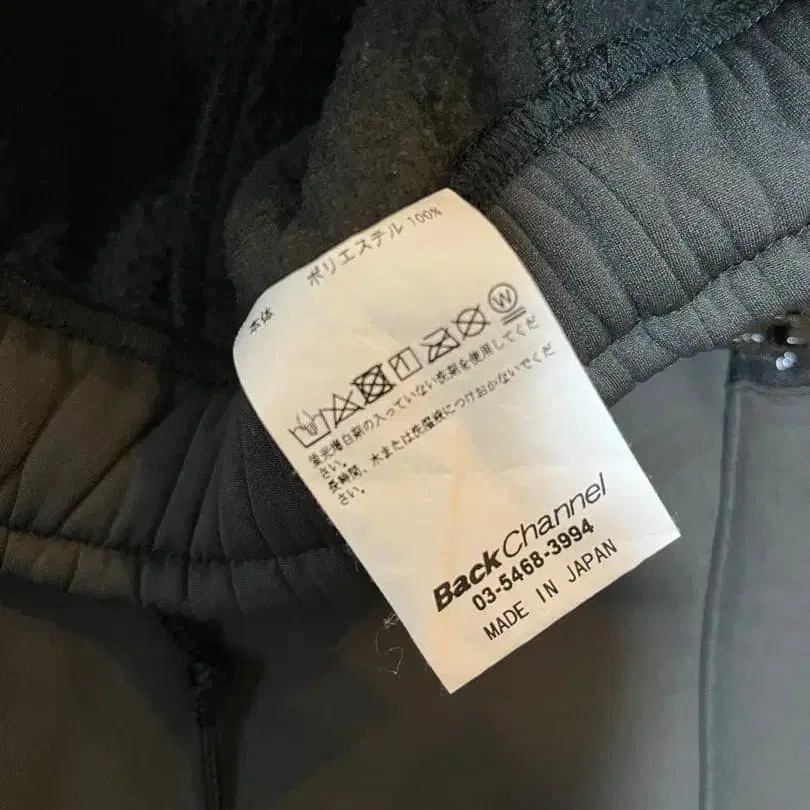 本体 ポリエステル 100%
W
蛍光増白剤の入っていない洗剤を使用してくだ
さい。
長時間、水または洗濯液につけおかないでくだ
さい。
BackChannel
03-5468-3994
MADE IN JAPAN